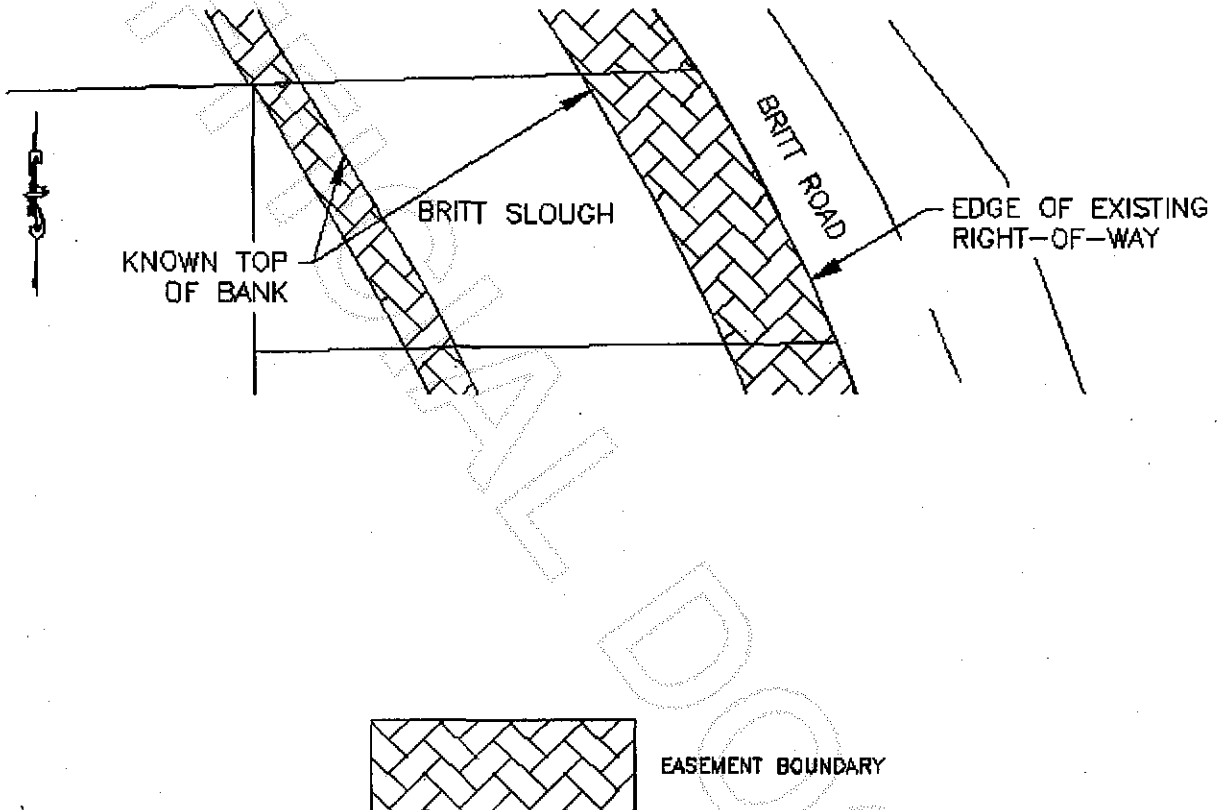 BRITT ROAD
EDGE OF EXISTING
RIGHT-OF-WAY
BRITT SLOUGH
KNOWN TOP
OF BANK
EASEMENT BOUNDARY